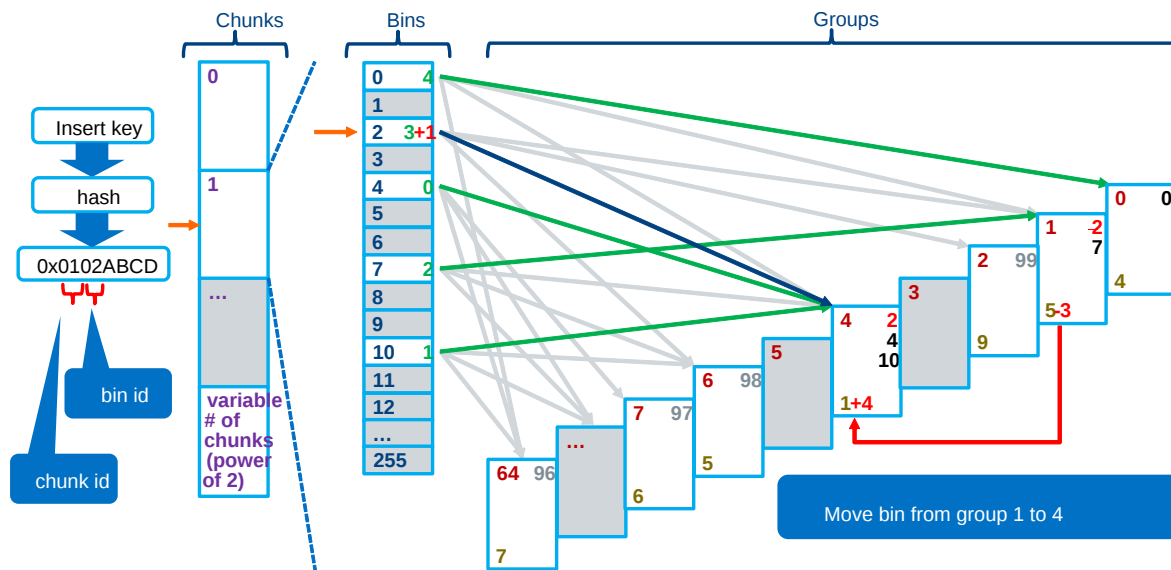 Chunks
Bins
Groups
Insert key
hash
0x0102ABCD
bin id
chunk id
0
1
...
variable
# of
chunks
(power
of 2)
0 4
1
2 3+1
3
4 0
5
6
7 2
8
9
10 1
11
12
...
255
0 0
4
1 -2
7
5-3
2 99
9
3
4 2
4
10
1+4
5
6 98
5
7 97
6
...
64 96
7
Move bin from group 1 to 4